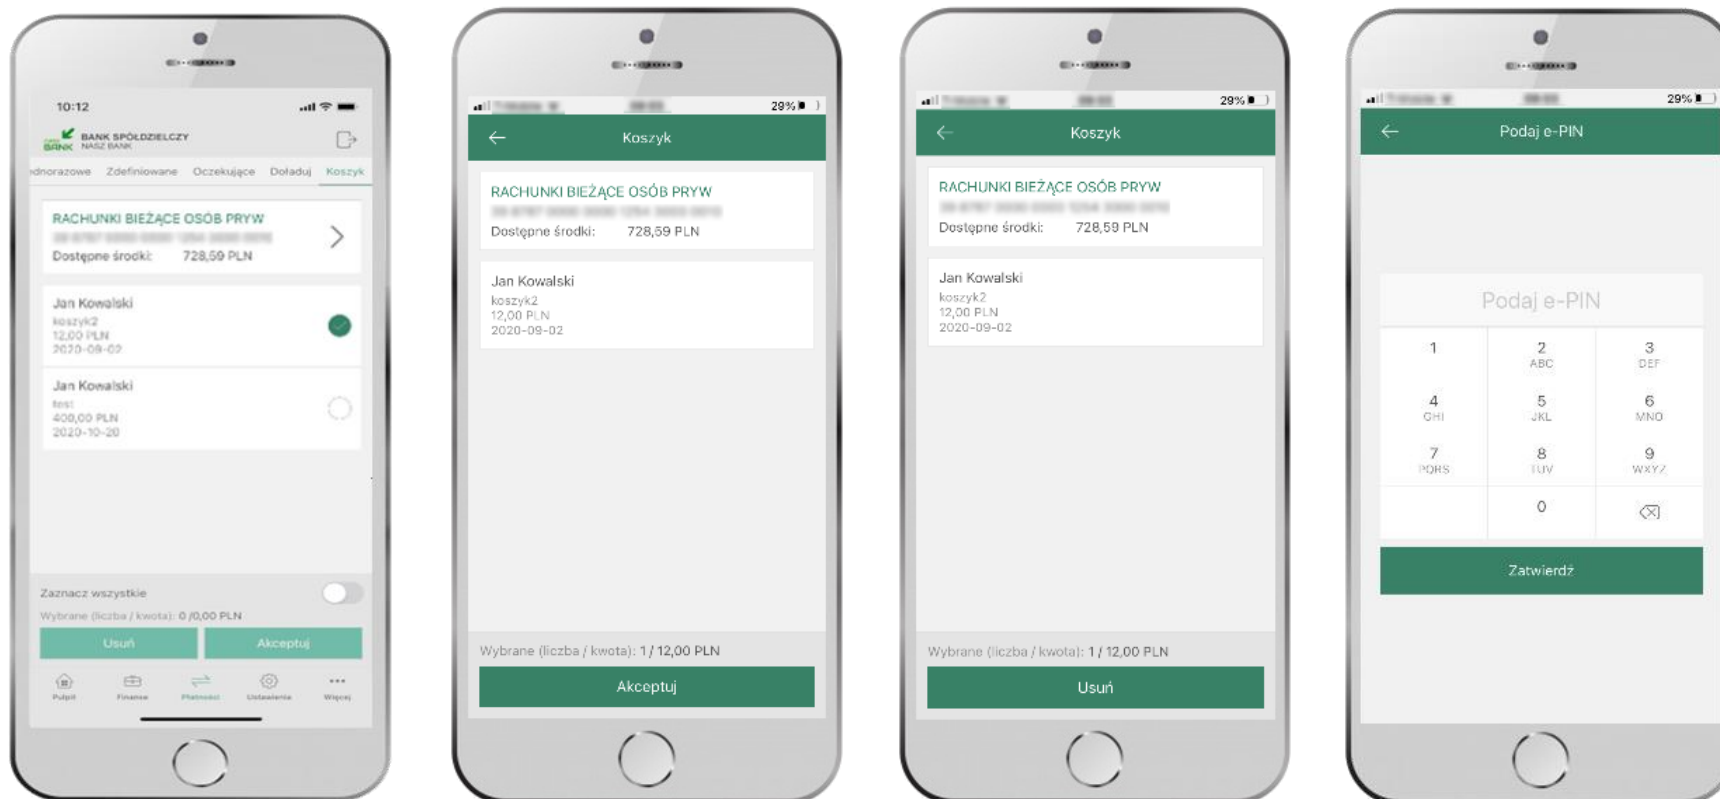 10:12
BANK BANK SPÓŁDZIELCZY
NASZ BANK
dnorazowe Zdefiniowane Oczekujące Doładuj Koszyk
RACHUNKI BIEŻĄCE OSÓB PRYW
Dostępne środki: 728,59 PLN
Jan Kowalski
koszyk2
12,00 PLN
2020-09-02
Jan Kowalski
test
400,00 PLN
2020-10-20
Zaznacz wszystkie
Wybrane (liczba / kwota): 0 /0,00 PLN
Usuń Akceptuj
Pulpit Finanse Płatności Ustawienia Więcej
29%
Koszyk
RACHUNKI BIEŻĄCE OSÓB PRYW
Dostępne środki: 728,59 PLN
Jan Kowalski
koszyk2
12,00 PLN
2020-09-02
Wybrane (liczba / kwota): 1 / 12,00 PLN
Akceptuj
29%
Koszyk
RACHUNKI BIEŻĄCE OSÓB PRYW
Dostępne środki: 728,59 PLN
Jan Kowalski
koszyk2
12,00 PLN
2020-09-02
Wybrane (liczba / kwota): 1 / 12,00 PLN
Usuń
29%
Podaj e-PIN
Podaj e-PIN
1 2 3
ABC DEF
4 5 6
GHI JKL MNO
7 8 9
PQRS TUV WXYZ
0
Zatwierdź